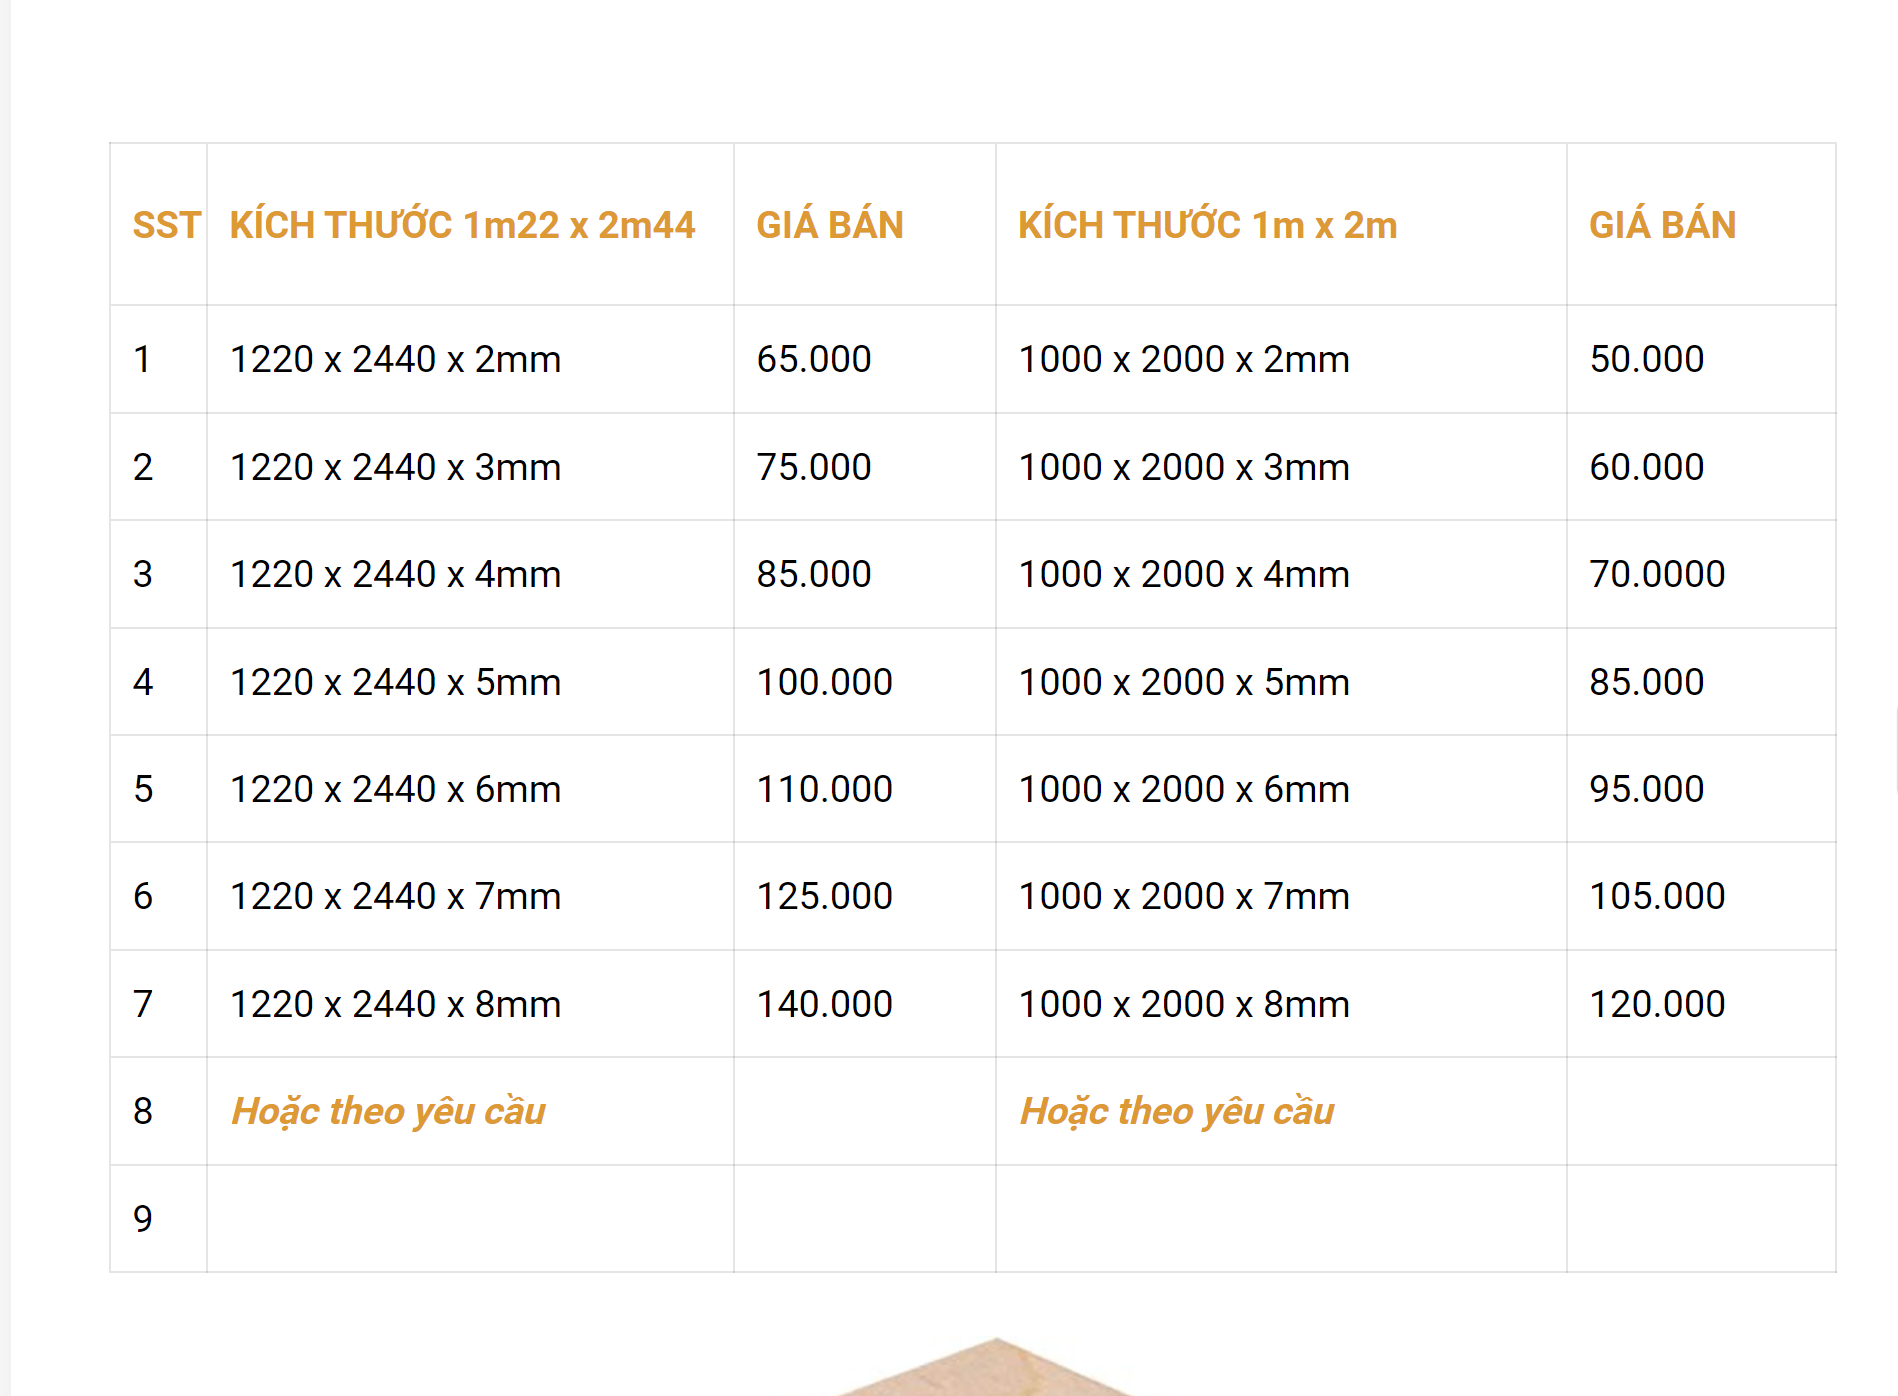 SST KÍCH THƯỚC 1m22 x 2m44 GIÁ BÁN KÍCH THƯỚC 1m x 2m GIÁ BÁN
1 1220 x 2440 x 2mm 65.000 1000 x 2000 x 2mm 50.000
2 1220 x 2440 x 3mm 75.000 1000 x 2000 x 3mm 60.000
3 1220 x 2440 x 4mm 85.000 1000 x 2000 x 4mm 70.0000
4 1220 x 2440 x 5mm 100.000 1000 x 2000 x 5mm 85.000
5 1220 x 2440 x 6mm 110.000 1000 x 2000 x 6mm 95.000
6 1220 x 2440 x 7mm 125.000 1000 x 2000 x 7mm 105.000
7 1220 x 2440 x 8mm 140.000 1000 x 2000 x 8mm 120.000
8 Hoặc theo yêu cầu Hoặc theo yêu cầu
9